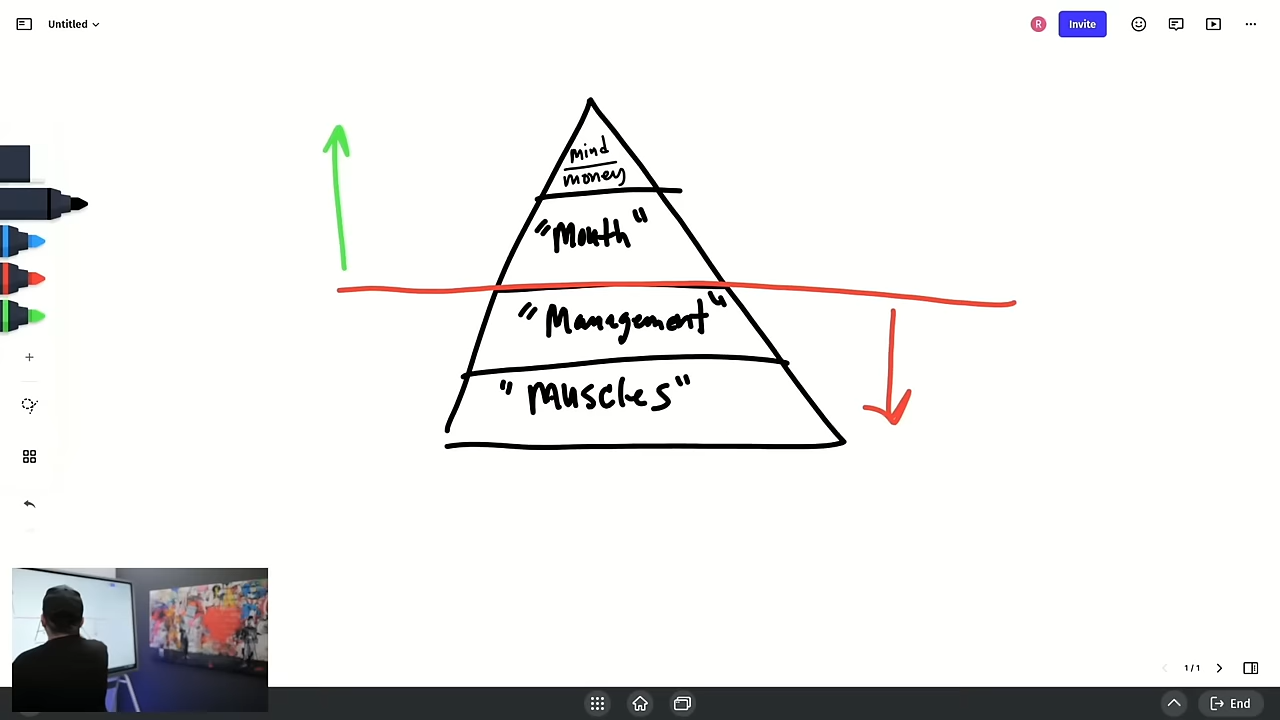 Untitled
R
Invite
mind
money
"Mouth"
"Management"
"Muscles"
1/1
End